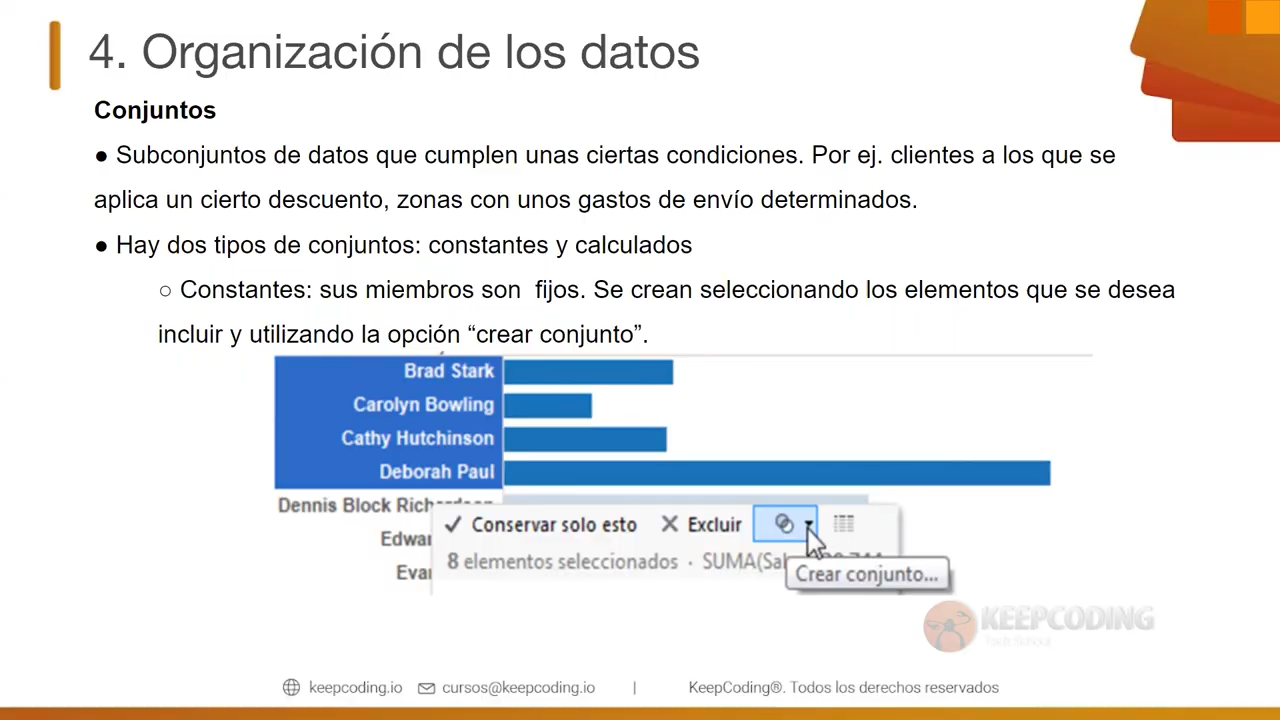 4. Organización de los datos
Conjuntos
● Subconjuntos de datos que cumplen unas ciertas condiciones. Por ej. clientes a los que se
aplica un cierto descuento, zonas con unos gastos de envío determinados.
● Hay dos tipos de conjuntos: constantes y calculados
○ Constantes: sus miembros son fijos. Se crean seleccionando los elementos que se desea
incluir y utilizando la opción “crear conjunto”.
Brad Stark
Carolyn Bowling
Cathy Hutchinson
Deborah Paul
Dennis Block
Conservar solo esto Excluir
8 elementos seleccionados · SUMA(Sal
Crear conjunto...
KEEPCODING
Tech School
keepcoding.io cursos@keepcoding.io | KeepCoding®. Todos los derechos reservados